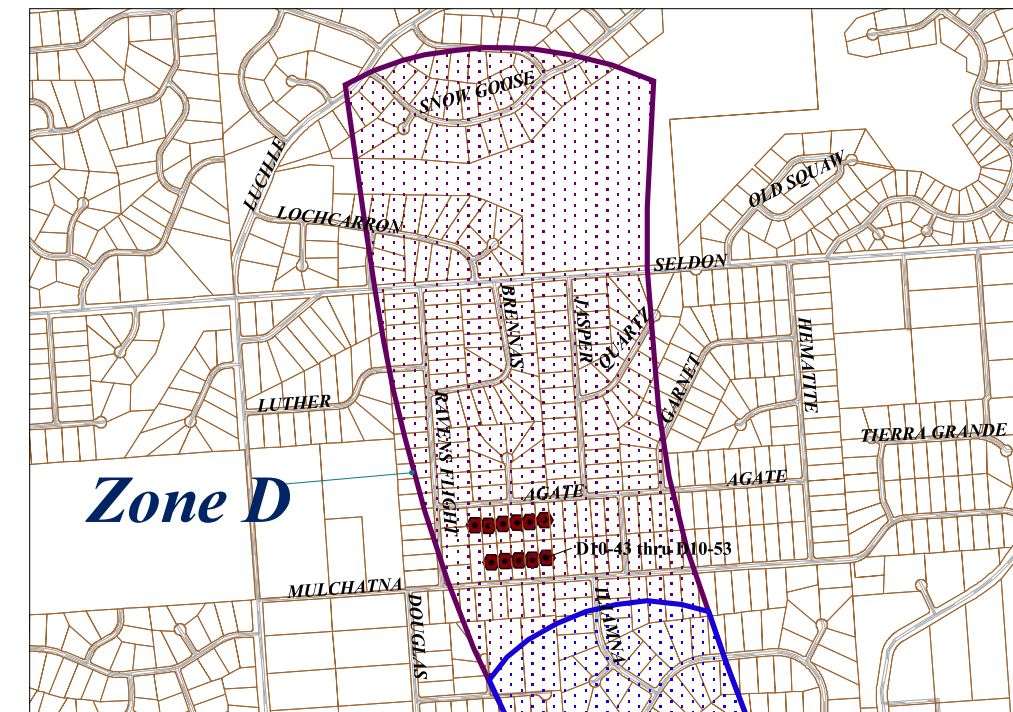 SNOW GOOSE
LUCILLE
OLD SQUAW
LOCHCARRON
SELDON
BRENNAS
JASPER
QUARTZ
HEMATITE
GARNET
LUTHER
RAVENS FLIGHT
TIERRA GRANDE
Zone D
AGATE
AGATE
D10-43 thru D10-53
MULCHATNA
DOUGLAS
ILIAMNA